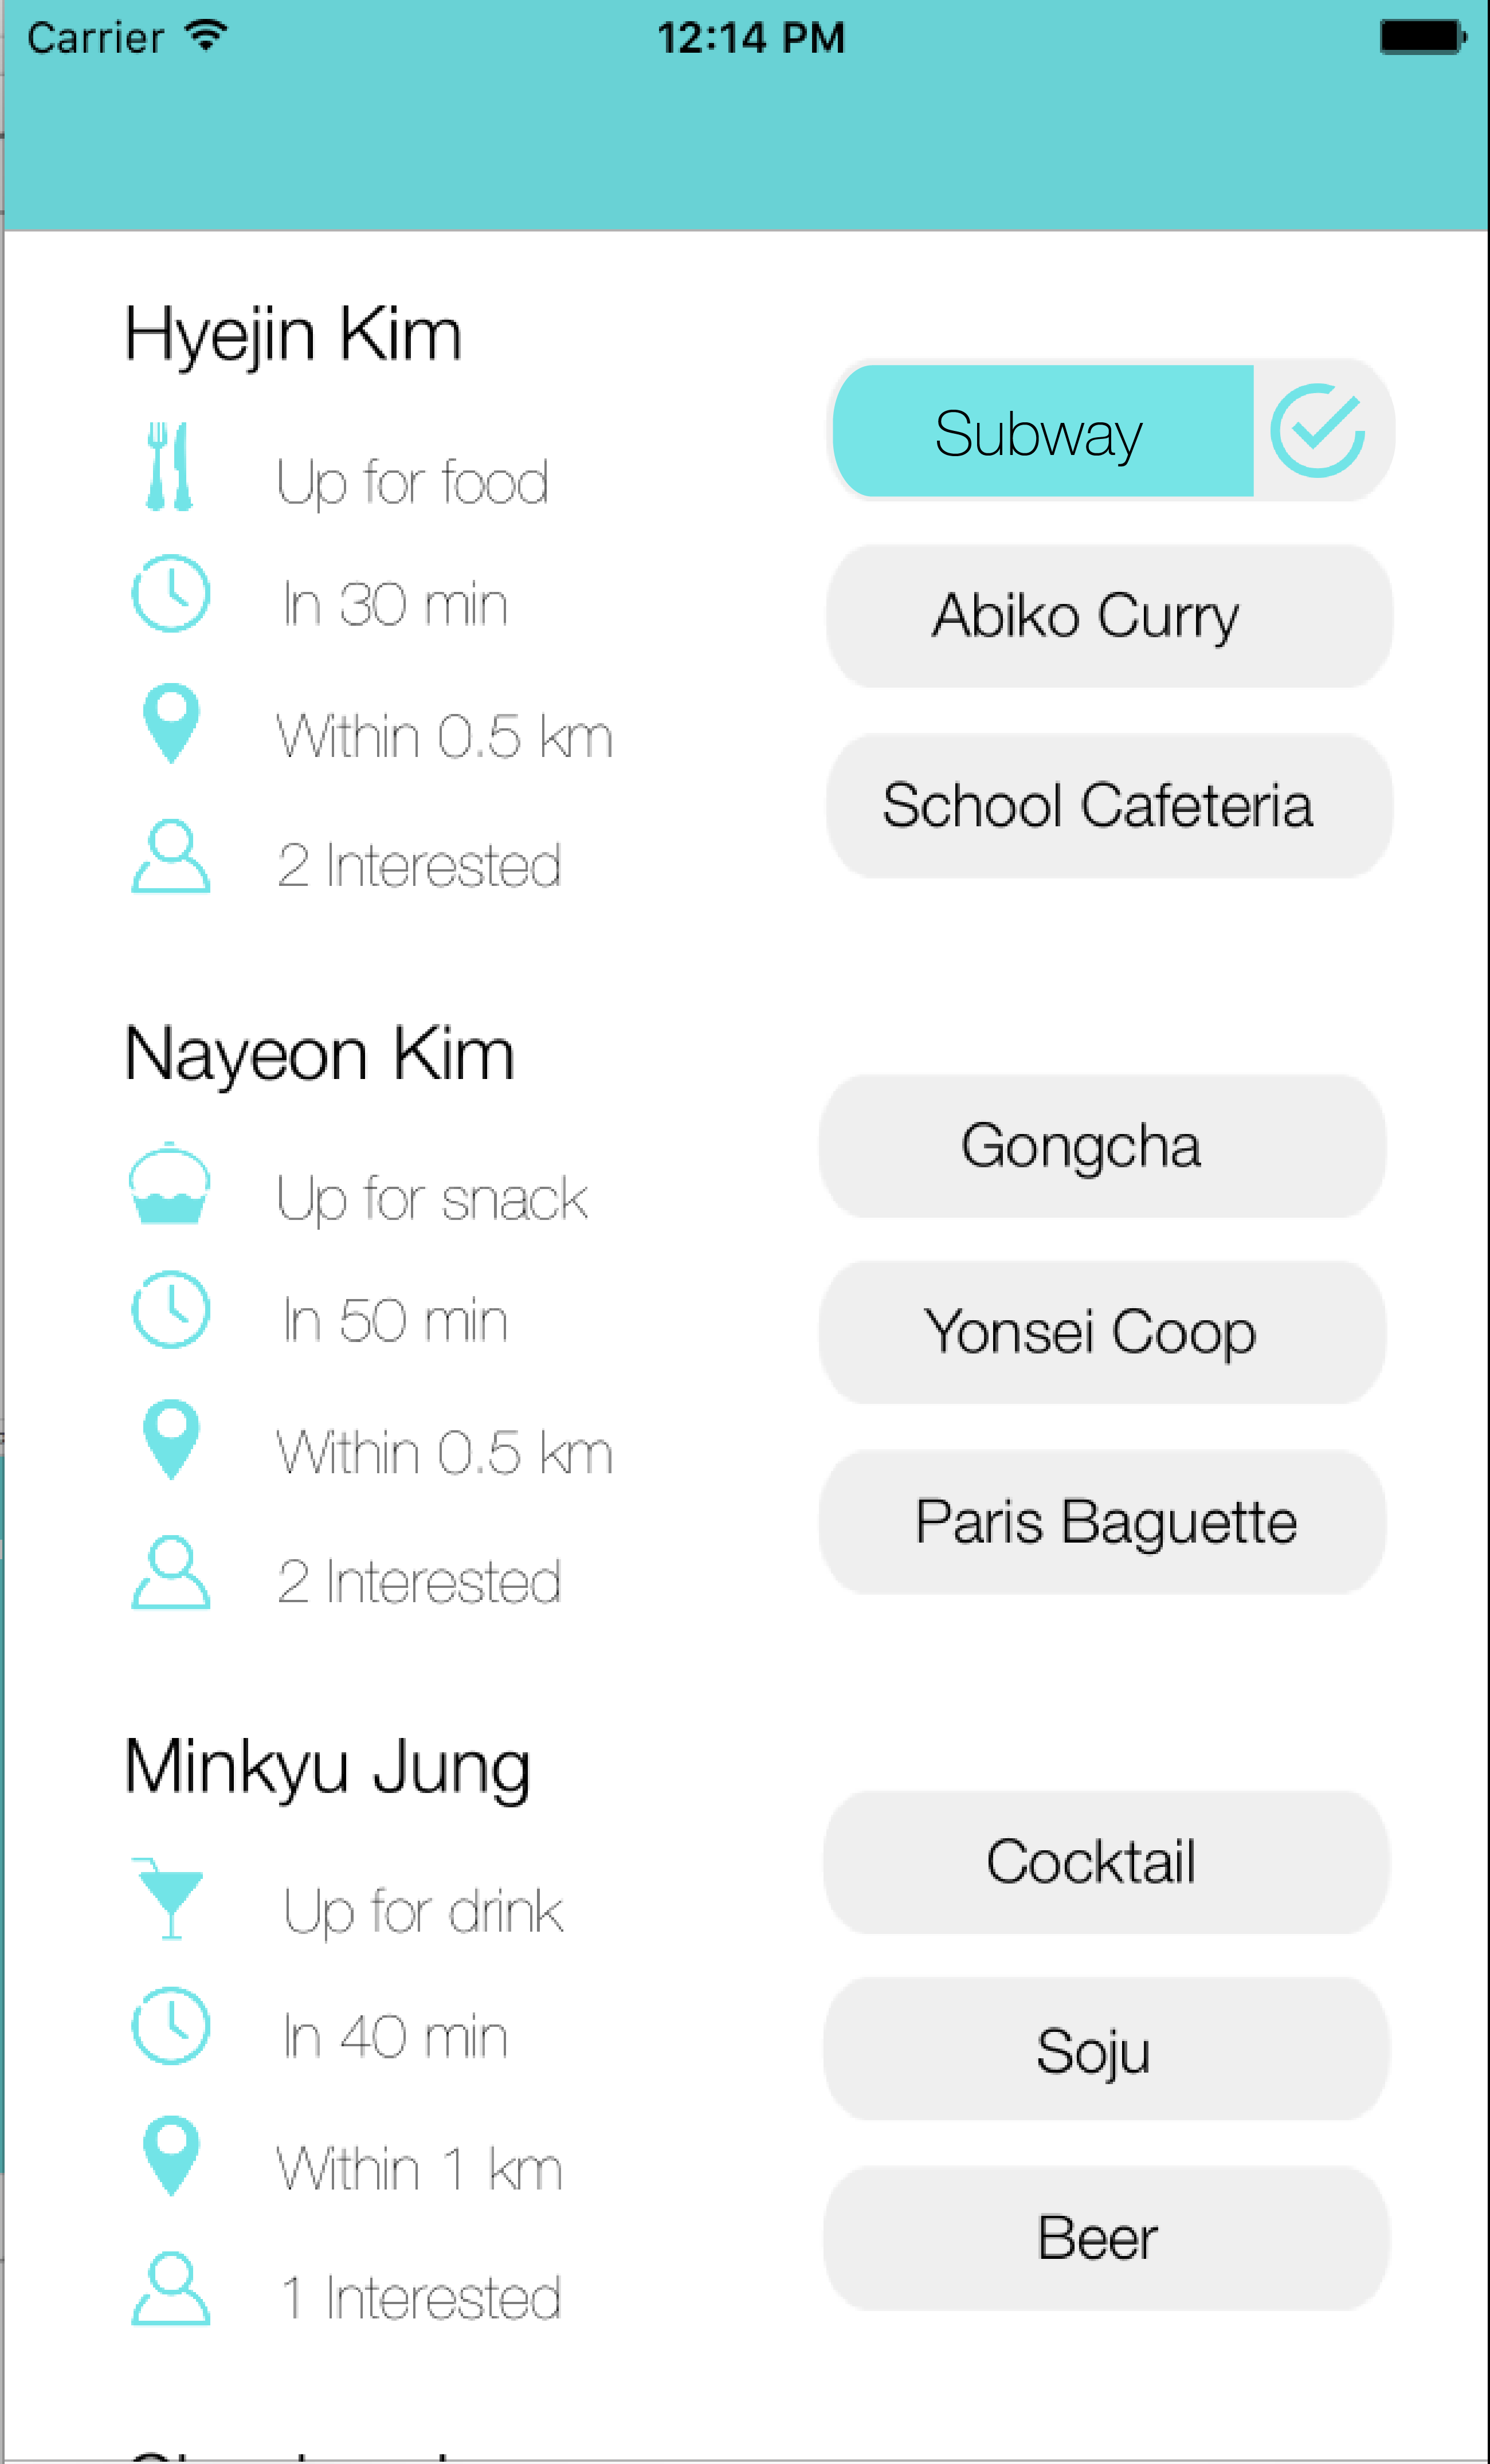 Carrier
12:14 PM
Hyejin Kim
Up for food
In 30 min
Within 0.5 km
2 Interested
Subway
Abiko Curry
School Cafeteria
Nayeon Kim
Up for snack
In 50 min
Within 0.5 km
2 Interested
Gongcha
Yonsei Coop
Paris Baguette
Minkyu Jung
Up for drink
In 40 min
Within 1 km
1 Interested
Cocktail
Soju
Beer